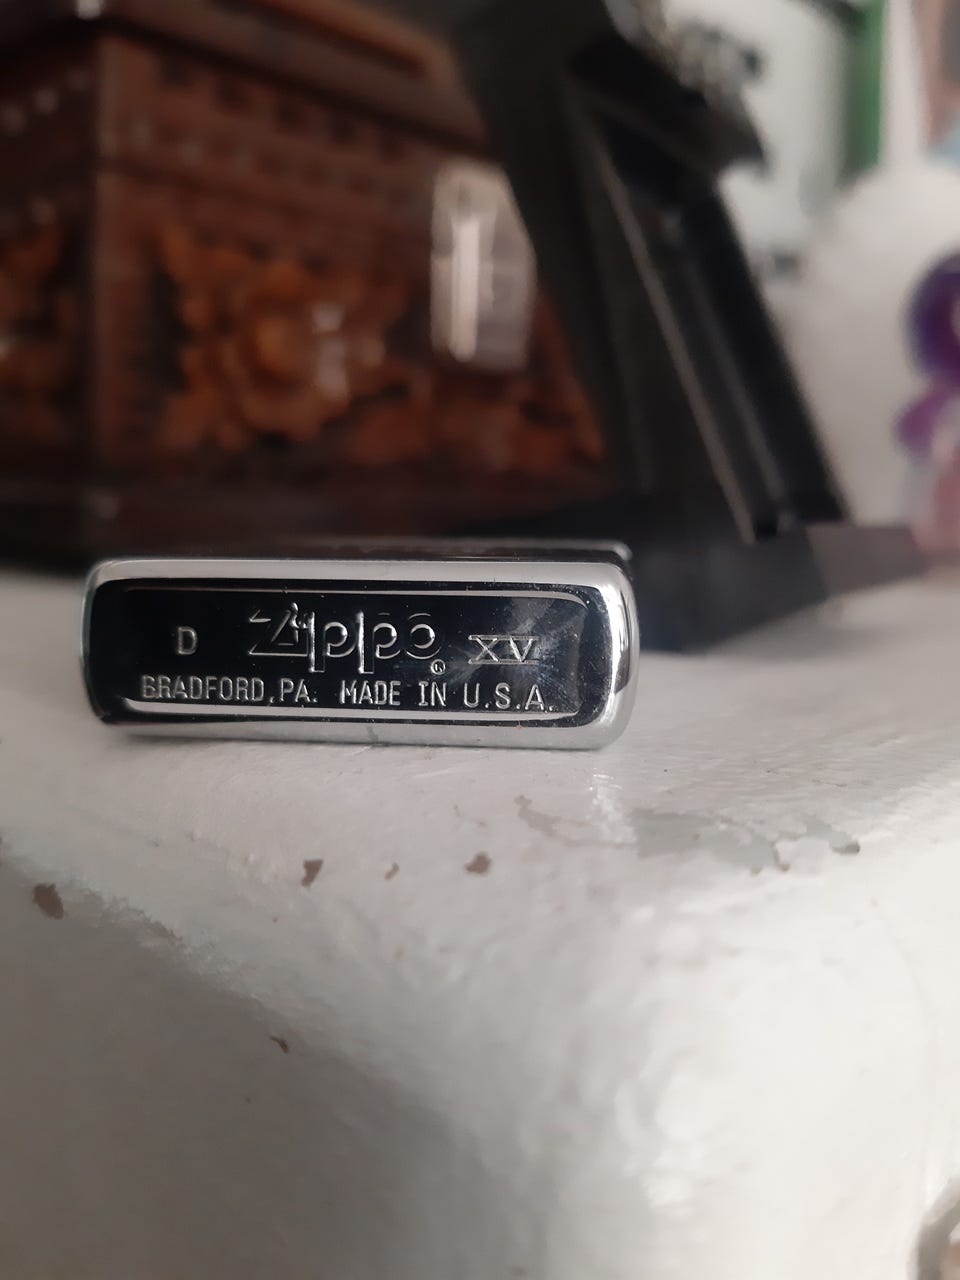 D Zippo ® XV
BRADFORD, PA. MADE IN U.S.A.